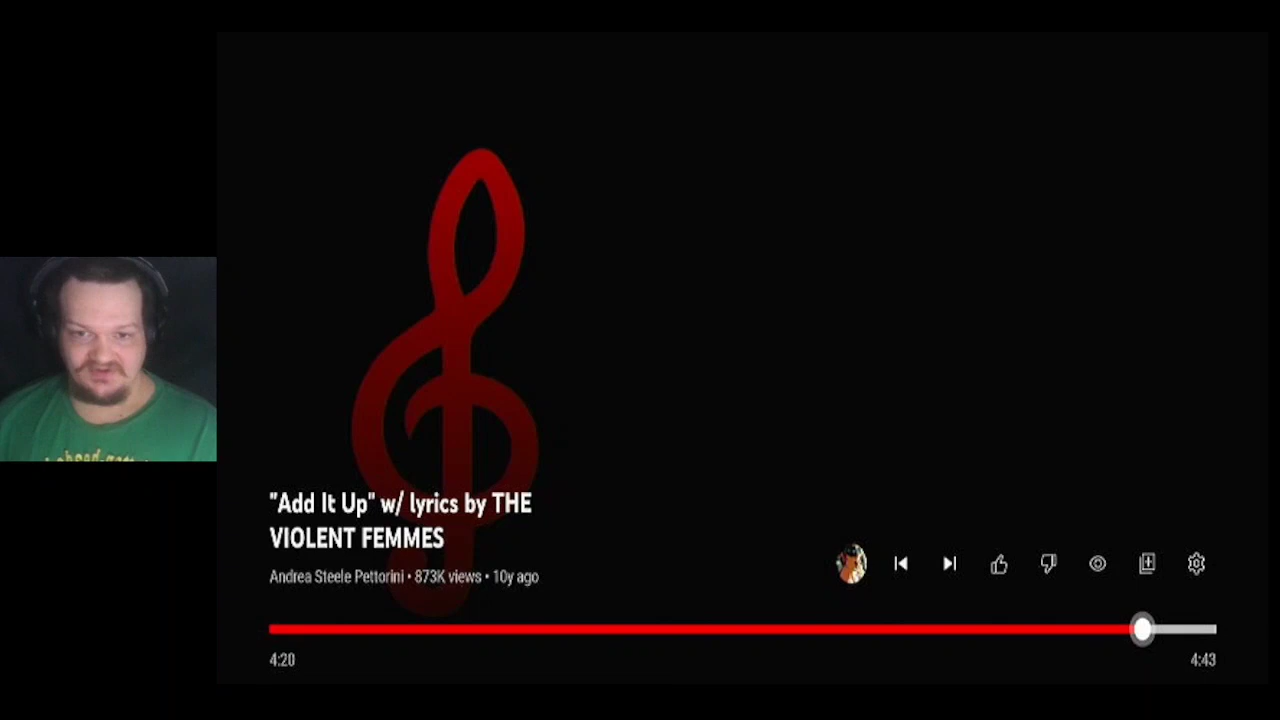 "Add It Up" w/ lyrics by THE
VIOLENT FEMMES
Andrea Steele Pettorini • 873K views • 10y ago
4:20
4:43